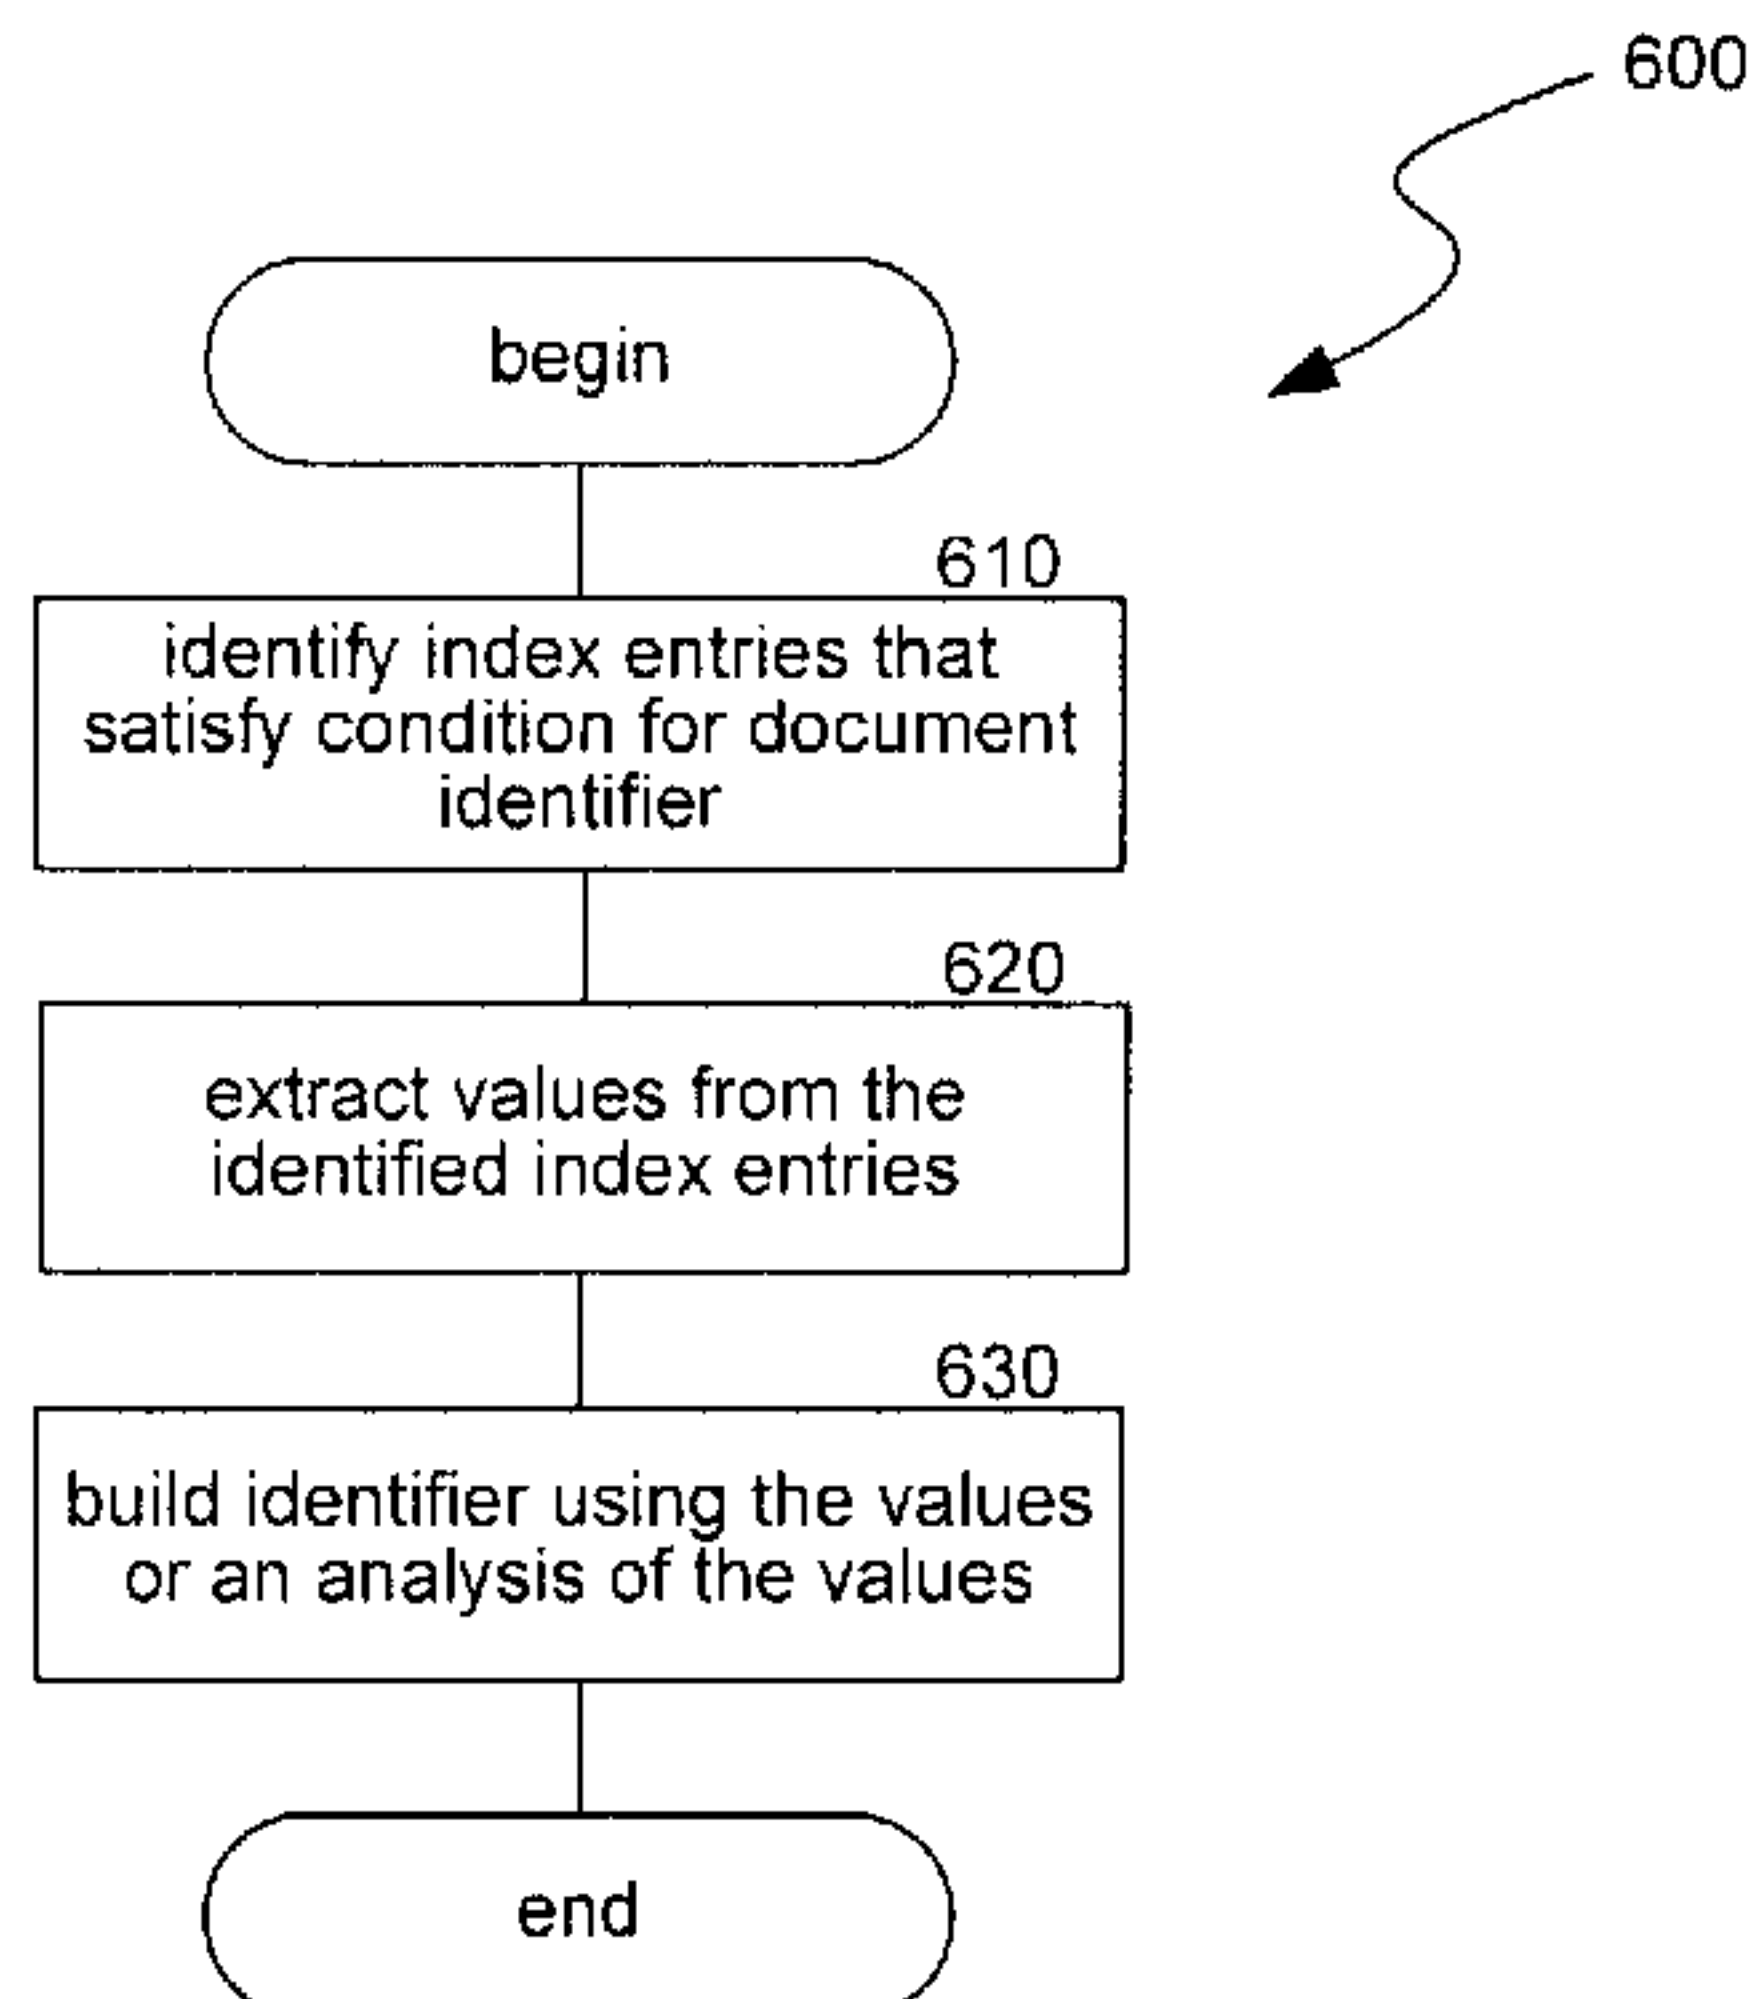 600
begin
610
identify index entries that
satisfy condition for document
identifier
620
extract values from the
identified index entries
630
build identifier using the values
or an analysis of the values
end